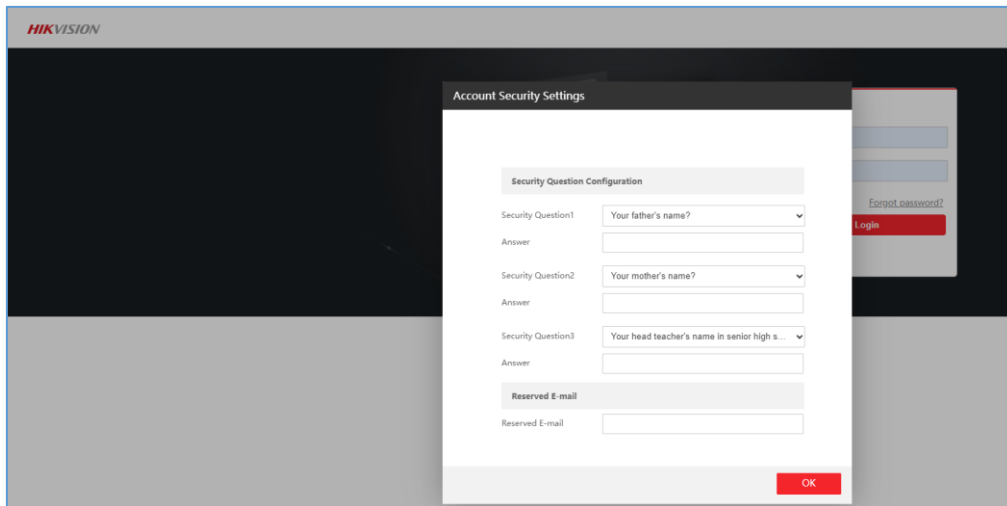 HIKVISION
Account Security Settings
Security Question Configuration
Security Question1 Your father's name?
Answer
Security Question2 Your mother's name?
Answer
Security Question3 Your head teacher's name in senior high s...
Answer
Reserved E-mail
Reserved E-mail
OK
Forgot password?
Login